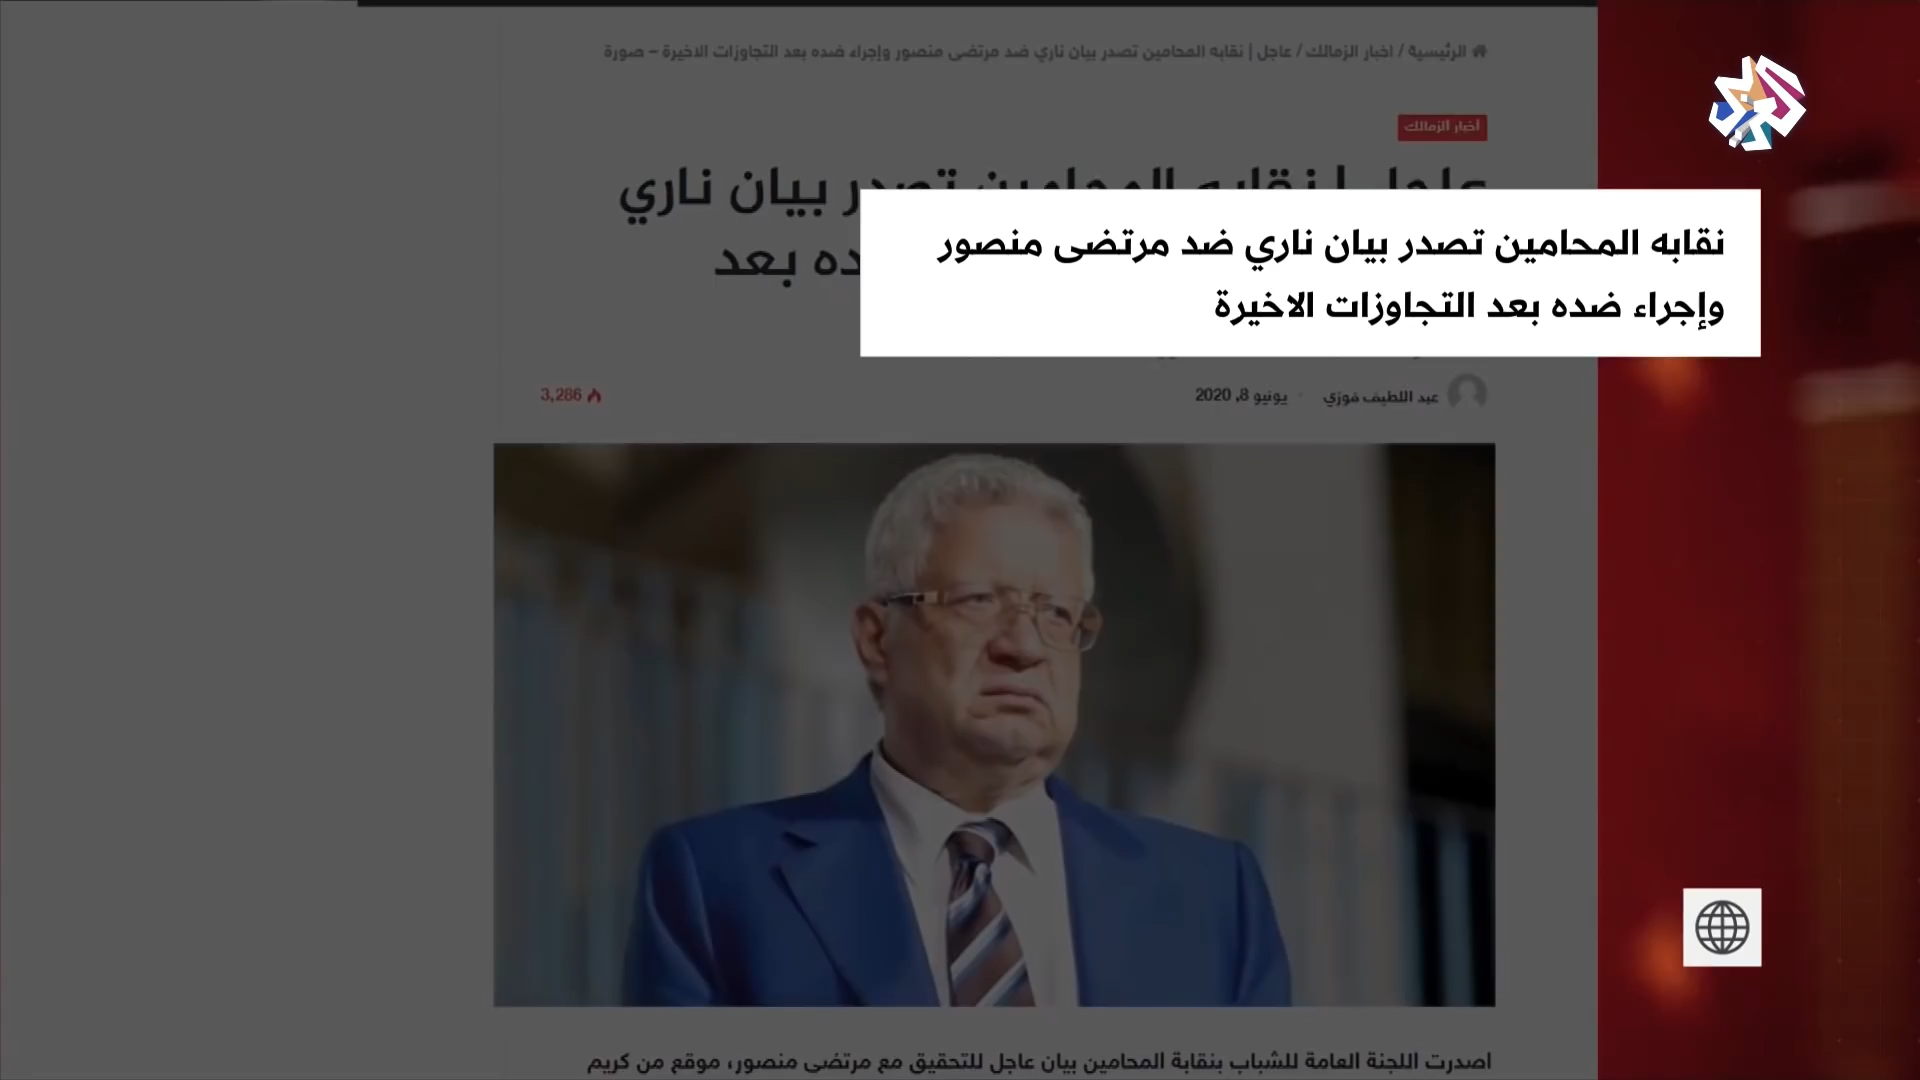 الرئيسية / اخبار الزمالك / عاجل | نقابه المحامين تصدر بيان ناري ضد مرتضى منصور وإجراء ضده بعد التجاوزات الاخيرة – صورة
أخبار الزمالك
عاجل | نقابه المحامين تصدر بيان ناري
ده بعد
نقابه المحامين تصدر بيان ناري ضد مرتضى منصور
وإجراء ضده بعد التجاوزات الاخيرة
عبد اللطيف فوزي · يونيو 8, 2020 3,286
اصدرت اللجنة العامة للشباب بنقابة المحامين بيان عاجل للتحقيق مع مرتضى منصور، موقع من كريم